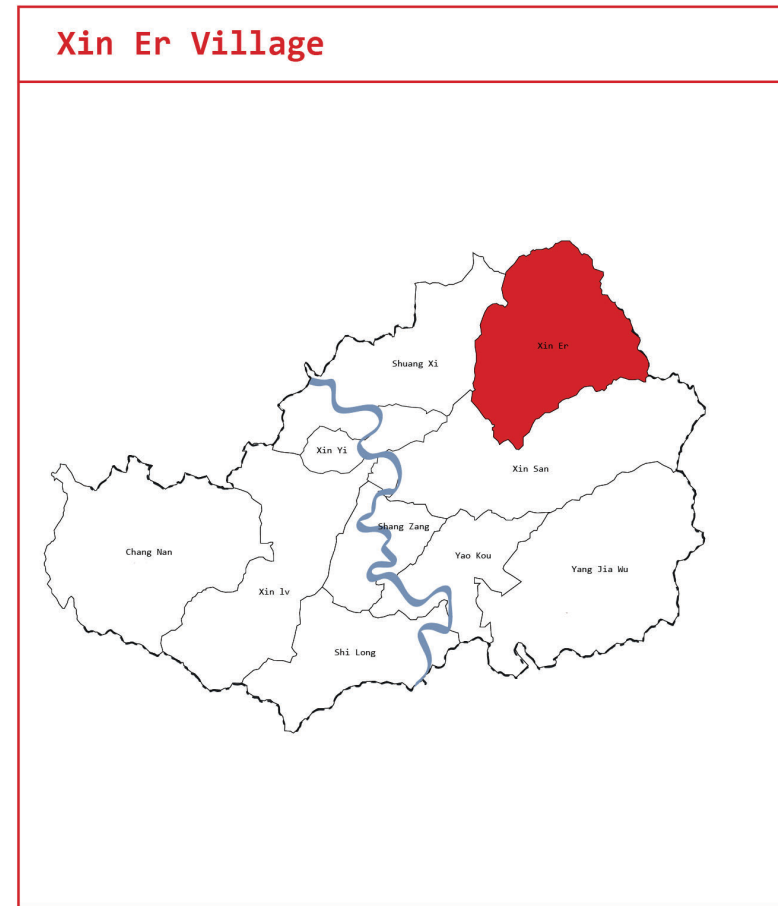 Xin Er Village
Xin Er
Shuang Xi
Xin Yi
Xin San
Shang Zang
Chang Nan
Yao Kou
Yang Jia Wu
Xin lv
Shi Long